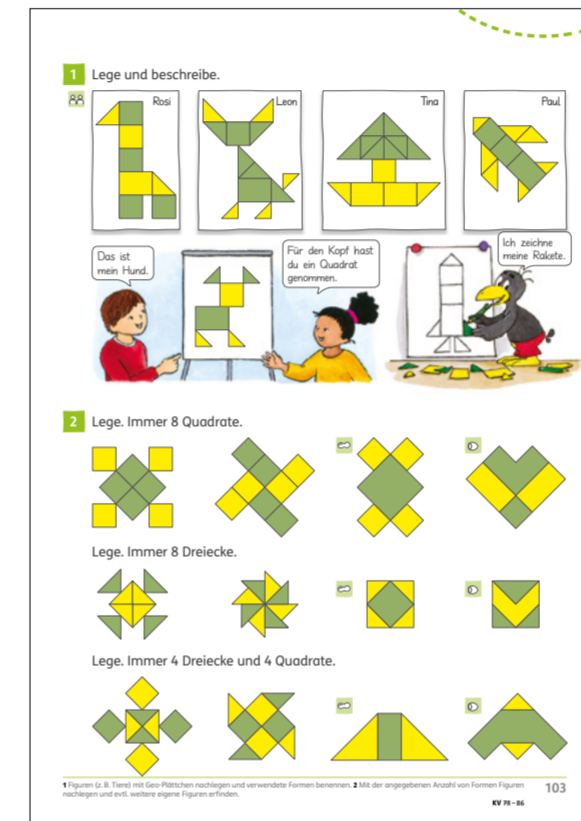 1 Lege und beschreibe.
Rosi
Leon
Tina
Paul
Das ist
mein Hund.
Für den Kopf hast
du ein Quadrat
genommen.
Ich zeichne
meine Rakete.
2 Lege. Immer 8 Quadrate.
Lege. Immer 8 Dreiecke.
Lege. Immer 4 Dreiecke und 4 Quadrate.
1 Figuren (z. B. Tiere) mit Geo-Plättchen nachlegen und verwendete Formen benennen. 2 Mit der angegebenen Anzahl von Formen Figuren
nachlegen und evtl. weitere eigene Figuren erfinden.
103
KV 78–86